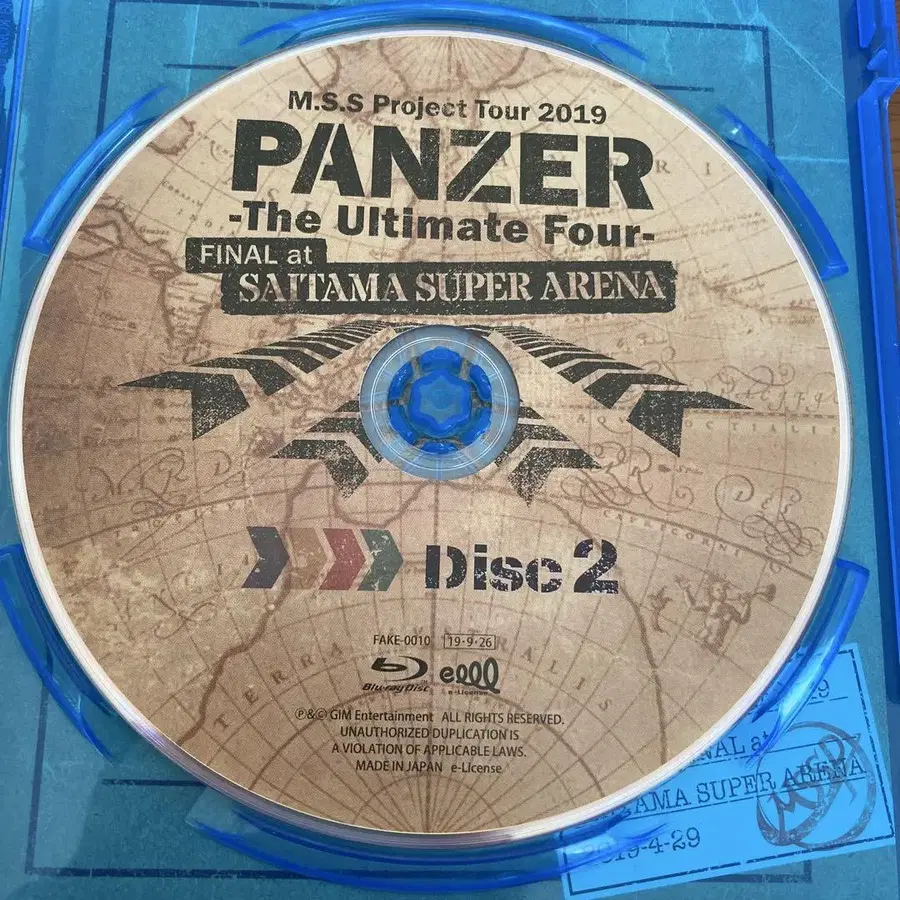 M.S.S Project Tour 2019
PANZER
-The Ultimate Four-
FINAL at
SAITAMA SUPER ARENA
Disc 2
FAKE-0010 19・9・26
Blu-ray Disc e-License
℗&© GIM Entertainment ALL RIGHTS RESERVED.
UNAUTHORIZED DUPLICATION IS
A VIOLATION OF APPLICABLE LAWS.
MADE IN JAPAN e-License
TERRA AUSTRALIS
SUPER ARENA
2019-4-29